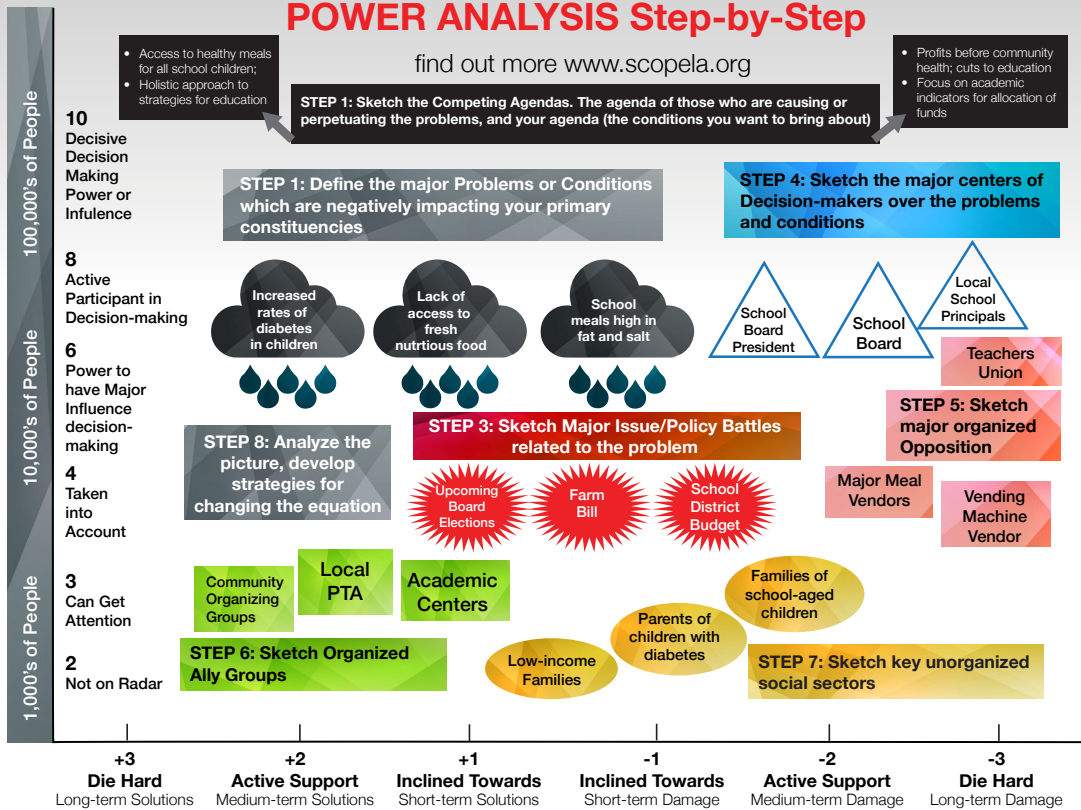 POWER ANALYSIS Step-by-Step
find out more www.scopela.org
• Access to healthy meals
for all school children;
• Holistic approach to
strategies for education
STEP 1: Sketch the Competing Agendas. The agenda of those who are causing or
perpetuating the problems, and your agenda (the conditions you want to bring about)
• Profits before community
health; cuts to education
• Focus on academic
indicators for allocation of
funds
100,000's of People
10,000's of People
1,000's of People
10
Decisive
Decision
Making
Power or
Infulence
8
Active
Participant in
Decision-making
6
Power to
have Major
Influence
decision-
making
4
Taken
into
Account
3
Can Get
Attention
2
Not on Radar
STEP 1: Define the major Problems or Conditions
which are negatively impacting your primary
constituencies
STEP 4: Sketch the major centers of
Decision-makers over the problems
and conditions
Increased
rates of
diabetes
in children
Lack of
access to
fresh
nutrtious food
School
meals high in
fat and salt
School
Board
President
School
Board
Local
School
Principals
Teachers
Union
STEP 5: Sketch
major organized
Opposition
STEP 8: Analyze the
picture, develop
strategies for
changing the equation
STEP 3: Sketch Major Issue/Policy Battles
related to the problem
Upcoming
Board
Elections
Farm
Bill
School
District
Budget
Major Meal
Vendors
Vending
Machine
Vendor
Community
Organizing
Groups
Local
PTA
Academic
Centers
Families of
school-aged
children
Parents of
children with
diabetes
Low-income
Families
STEP 6: Sketch Organized
Ally Groups
STEP 7: Sketch key unorganized
social sectors
+3
Die Hard
Long-term Solutions
+2
Active Support
Medium-term Solutions
+1
Inclined Towards
Short-term Solutions
-1
Inclined Towards
Short-term Damage
-2
Active Support
Medium-term Damage
-3
Die Hard
Long-term Damage